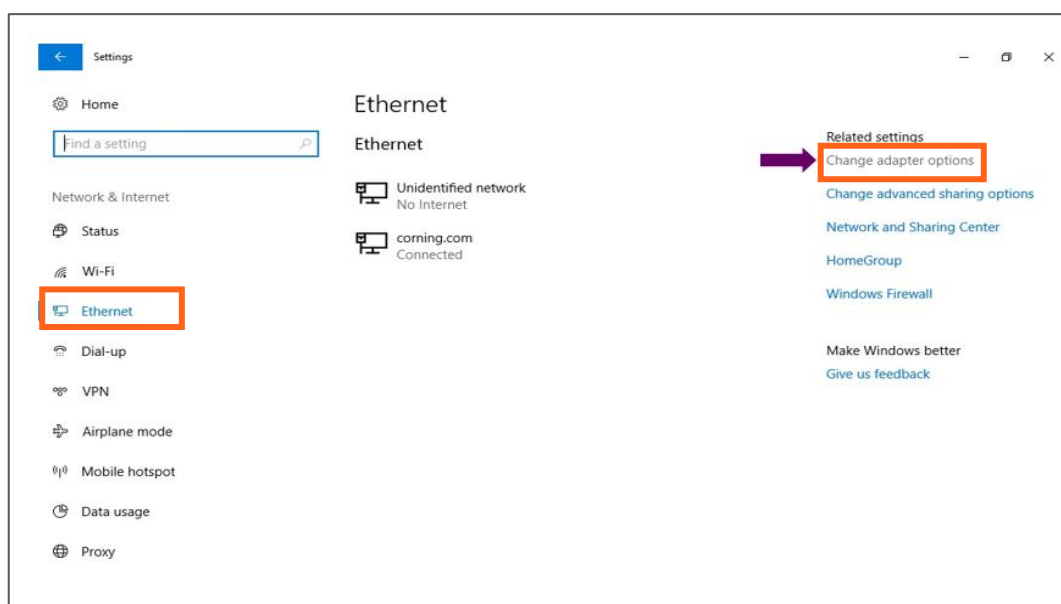 Settings
Home
Find a setting
Network & Internet
Status
Wi-Fi
Ethernet
Dial-up
VPN
Airplane mode
Mobile hotspot
Data usage
Proxy
Ethernet
Ethernet
Unidentified network
No Internet
corning.com
Connected
Related settings
Change adapter options
Change advanced sharing options
Network and Sharing Center
HomeGroup
Windows Firewall
Make Windows better
Give us feedback